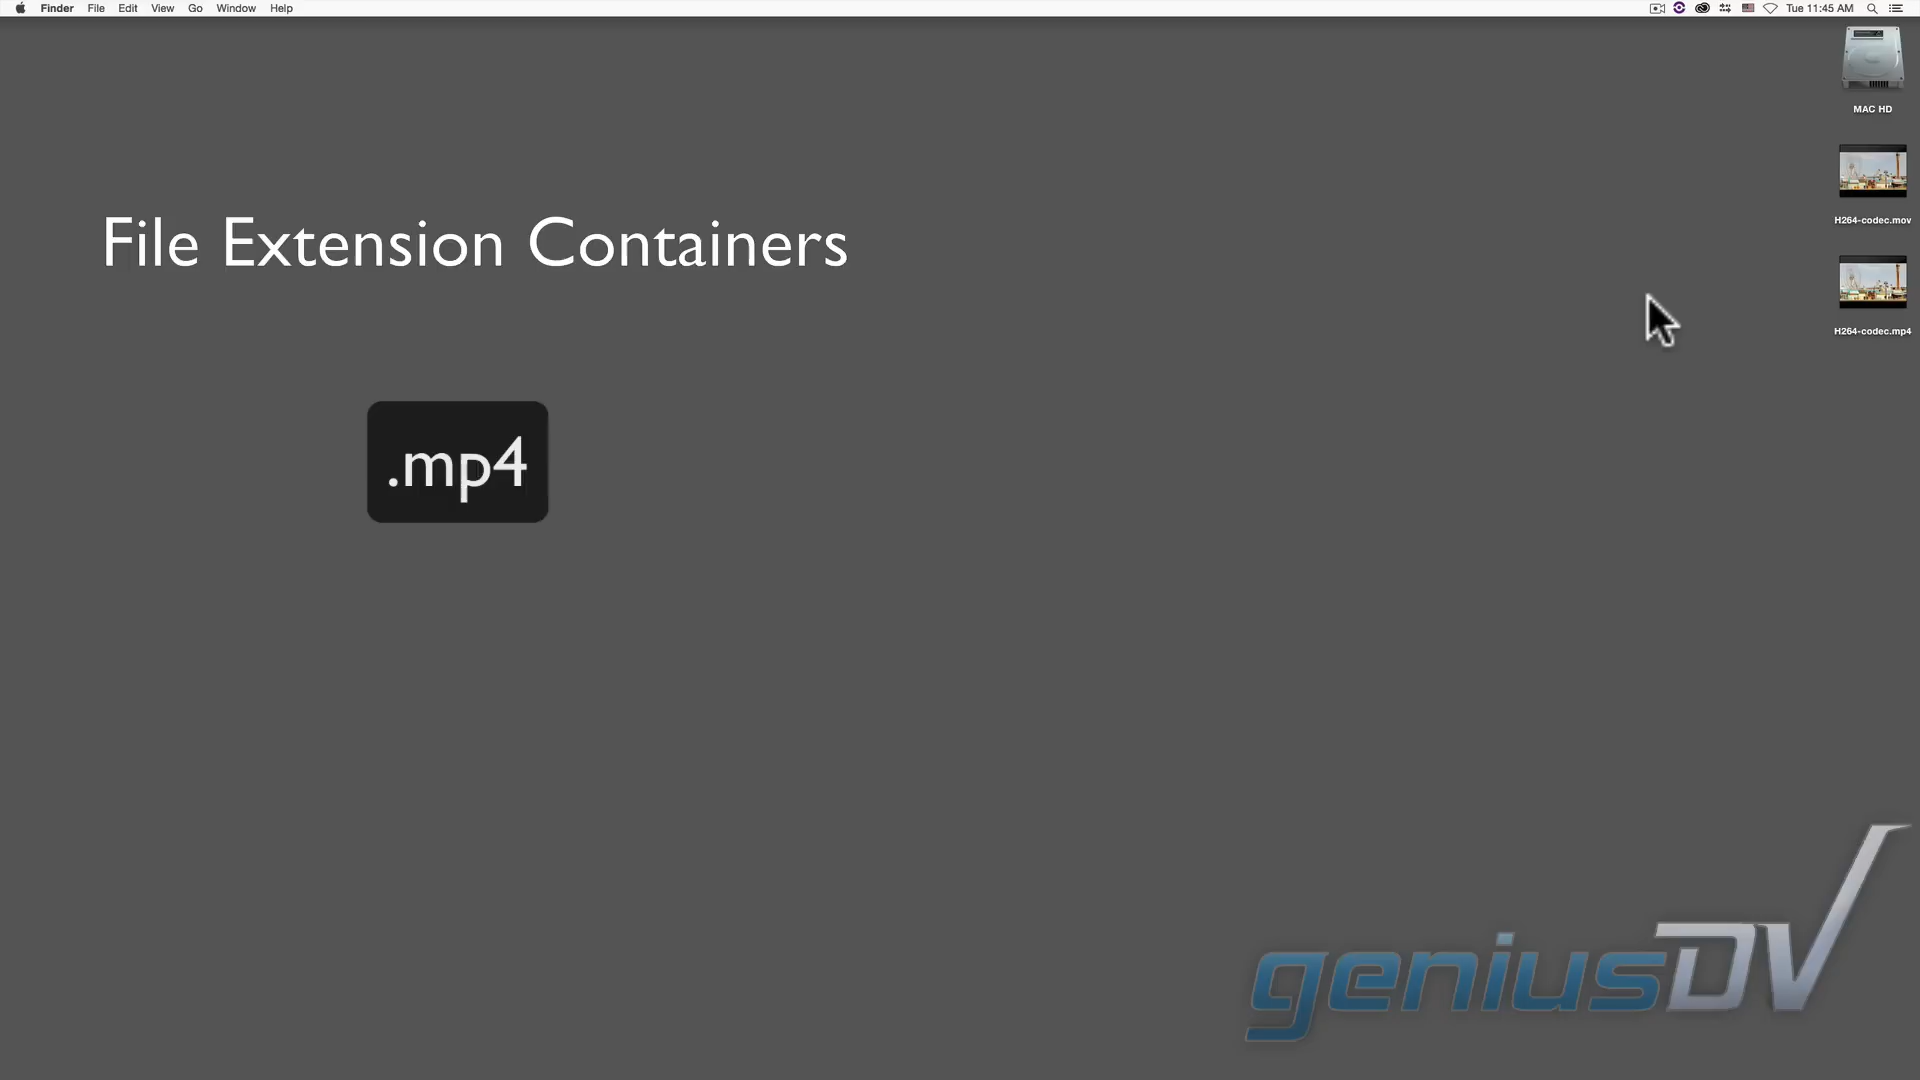 Finder File Edit View Go Window Help
Tue 11:45 AM
MAC HD
H264-codec.mov
H264-codec.mp4
File Extension Containers
.mp4
geniusDV